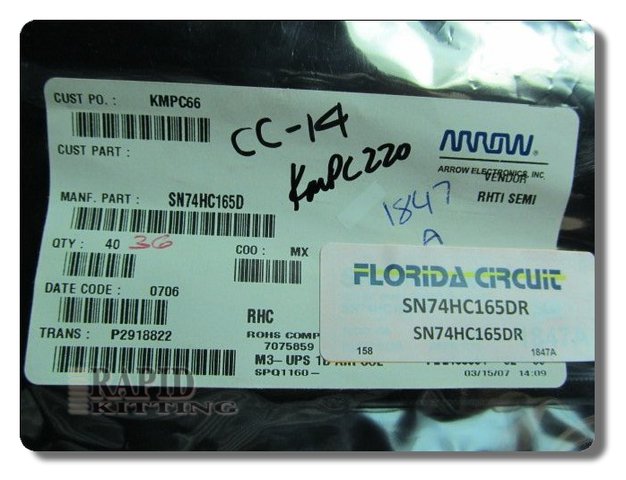 CUST PO. : KMPC66
CC-14
CUST PART :
KMPC220
ARROW
ARROW ELECTRONICS, INC
VENDOR
RHTI SEMI
MANF. PART : SN74HC165D
1847
A
QTY : 40 36
COO : MX
FLORIDA CIRCUIT
SN74HC165DR
SN74HC165DR
158 1847A
DATE CODE : 0706
RHC
TRANS : P2918822
ROHS COMP
7075859
M3- UPS 1D
SPQ1160-
03/15/07 14:09
RAPID
KITTING